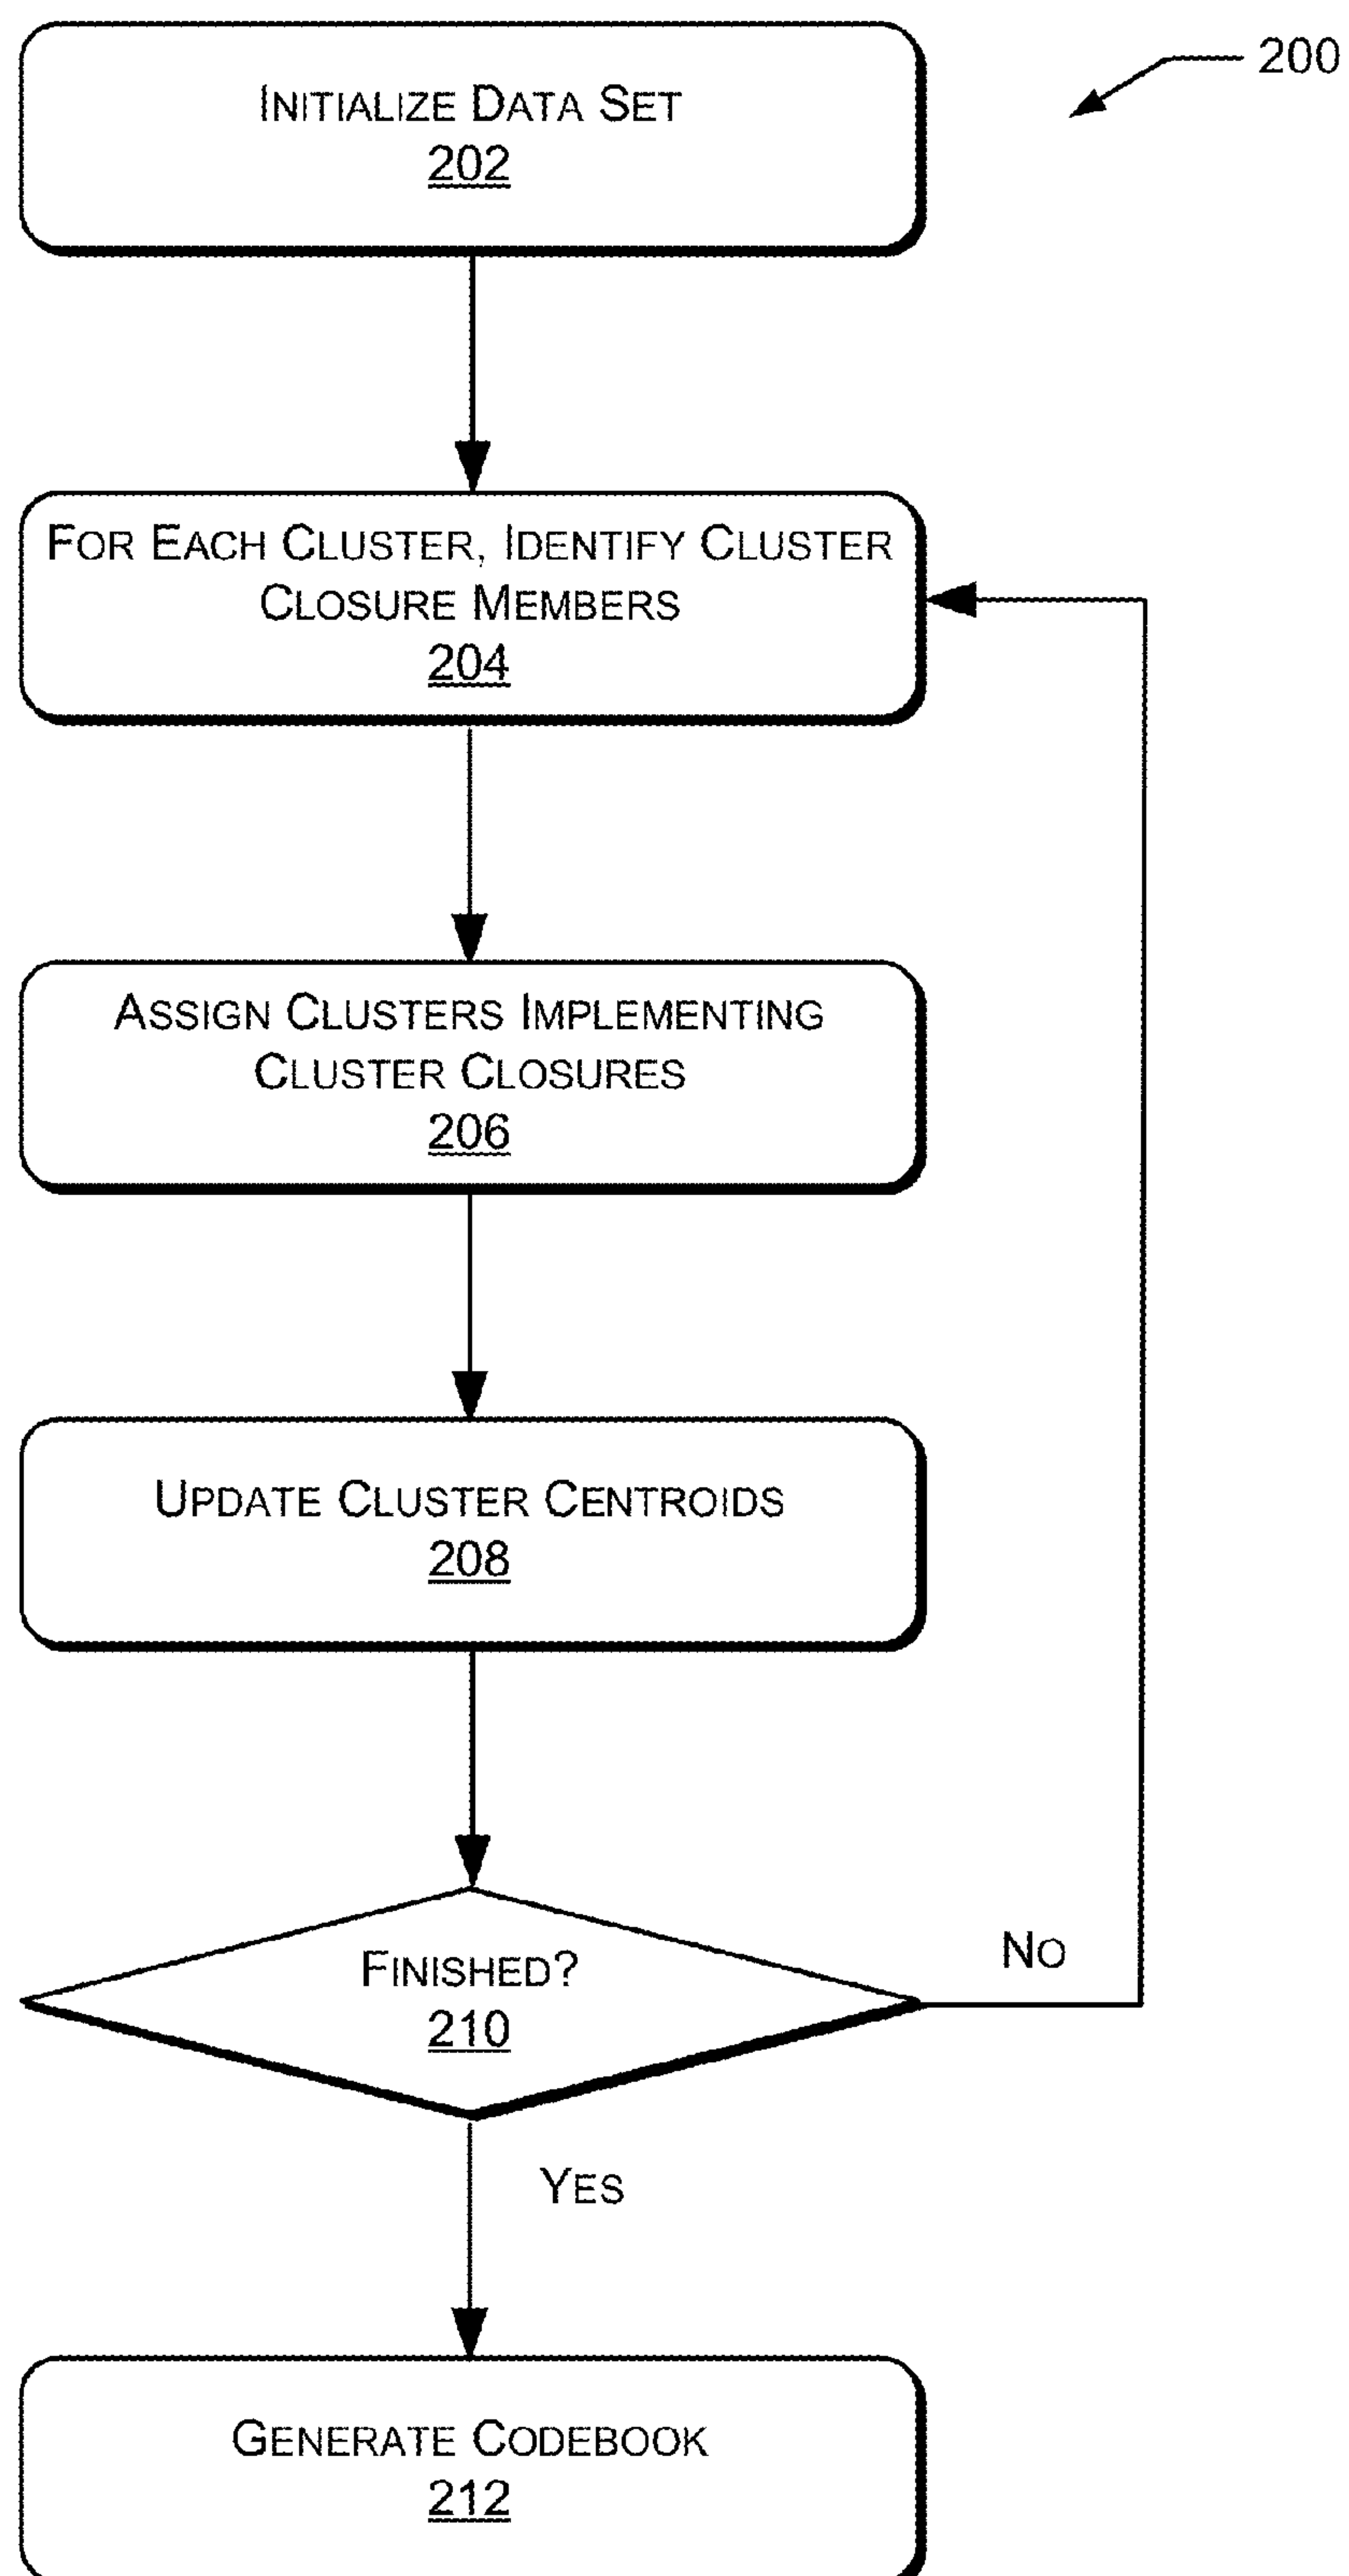 200
INITIALIZE DATA SET
202
FOR EACH CLUSTER, IDENTIFY CLUSTER
CLOSURE MEMBERS
204
ASSIGN CLUSTERS IMPLEMENTING
CLUSTER CLOSURES
206
UPDATE CLUSTER CENTROIDS
208
FINISHED?
210
NO
YES
GENERATE CODEBOOK
212